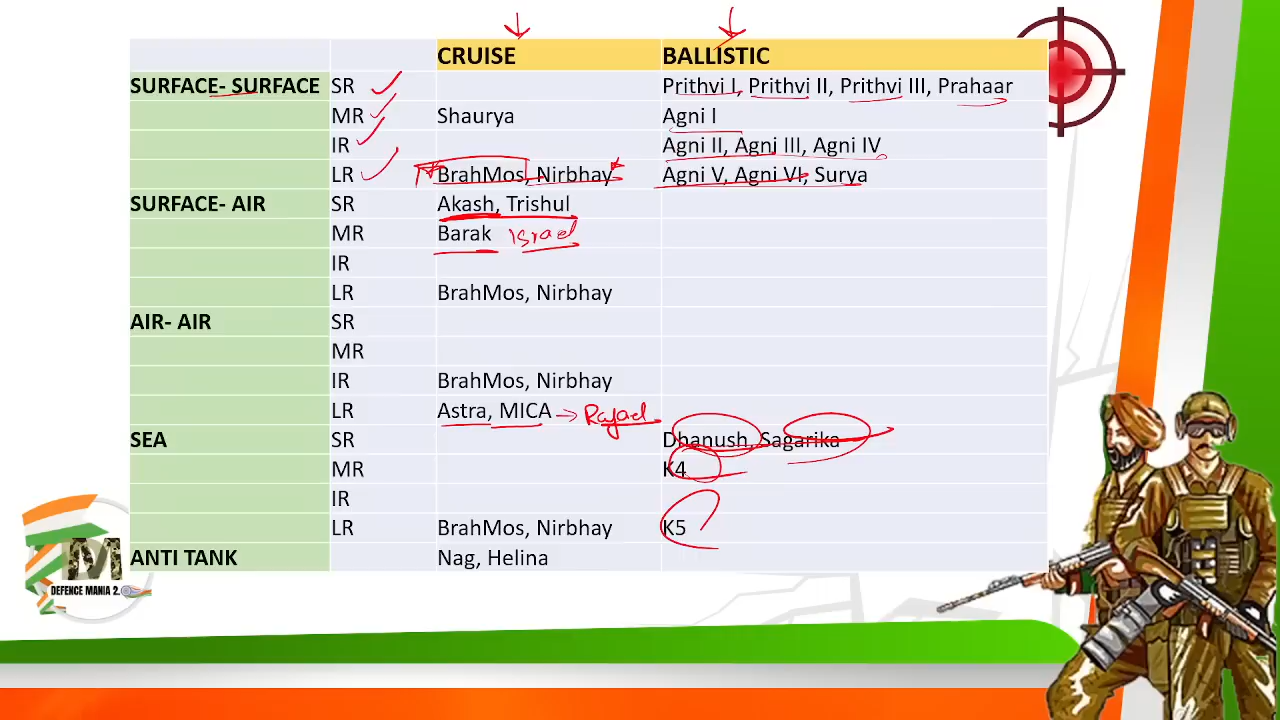 CRUISE BALLISTIC
SURFACE- SURFACE SR Prithvi I, Prithvi II, Prithvi III, Prahaar
MR Shaurya Agni I
IR Agni II, Agni III, Agni IV
LR BrahMos, Nirbhay Agni V, Agni VI, Surya
SURFACE- AIR SR Akash, Trishul
MR Barak Israel
IR
LR BrahMos, Nirbhay
AIR- AIR SR
MR
IR BrahMos, Nirbhay
LR Astra, MICA → Rafael
SEA SR Dhanush, Sagarika
MR K4
IR
LR BrahMos, Nirbhay K5
ANTI TANK Nag, Helina
M
DEFENCE MANIA 2.